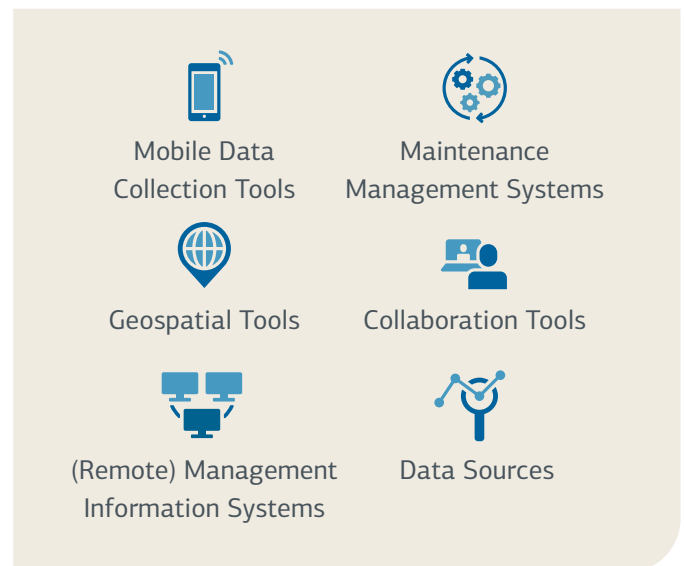 Mobile Data
Collection Tools
Maintenance
Management Systems
Geospatial Tools
Collaboration Tools
(Remote) Management
Information Systems
Data Sources